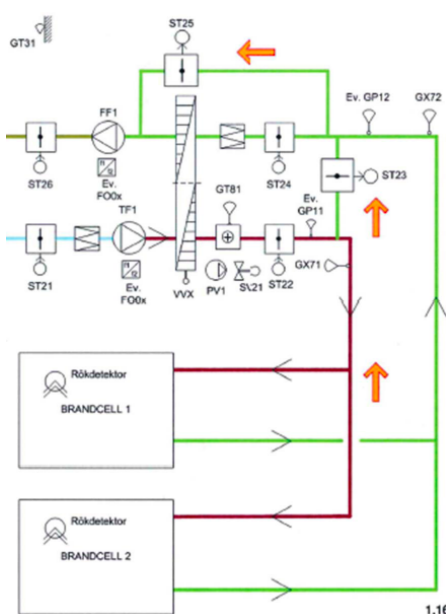 ST25
GT31
Ev. GP12
GX72
FF1
ST26
Ev.
FO0x
ST24
ST23
GT81
Ev.
GP11
TF1
ST21
Ev.
FO0x
VVX
PV1
SV21
ST22
GX71
Rökdetektor
BRANDCELL 1
Rökdetektor
BRANDCELL 2